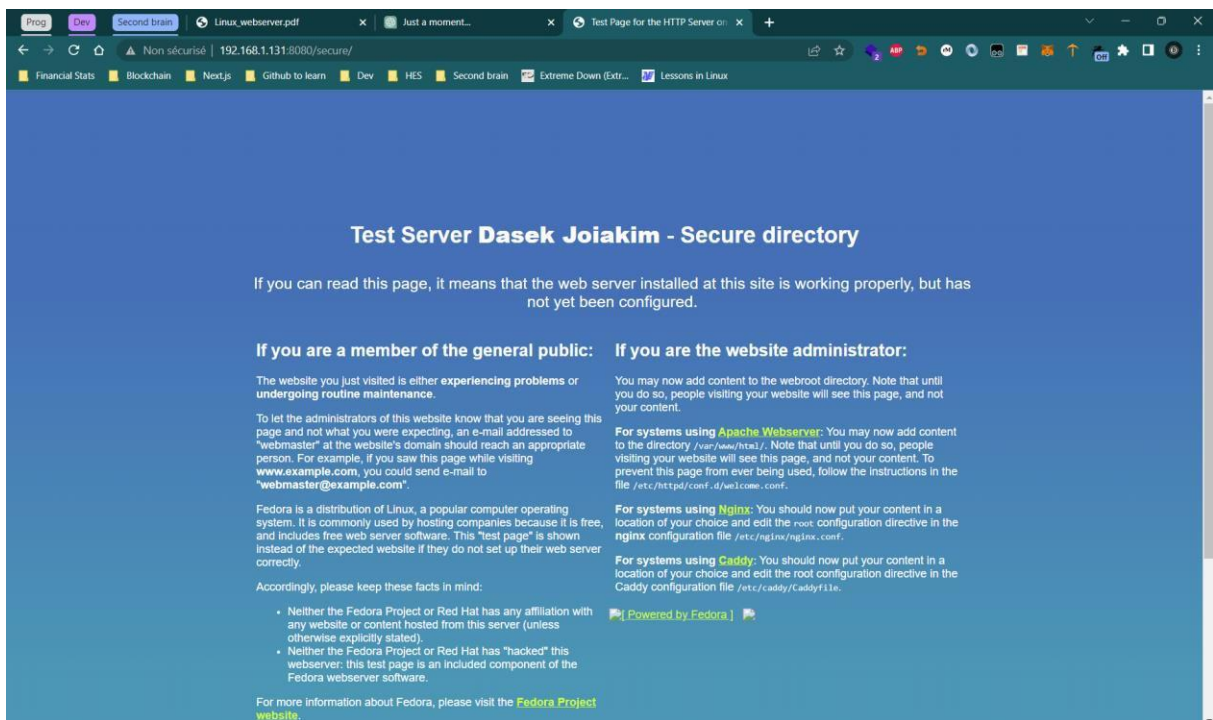 Prog Dev Second brain Linux_webserver.pdf Just a moment... Test Page for the HTTP Server on
Non sécurisé 192.168.1.131:8080/secure/
2 ABP Off
Financial Stats Blockchain Nextjs Github to learn Dev HES Second brain Extreme Down (Extr... Lessons in Linux
Test Server Dasek Joiakim - Secure directory
If you can read this page, it means that the web server installed at this site is working properly, but has
not yet been configured.
If you are a member of the general public:
The website you just visited is either experiencing problems or
undergoing routine maintenance.
To let the administrators of this website know that you are seeing this
page and not what you were expecting, an e-mail addressed to
"webmaster" at the website's domain should reach an appropriate
person. For example, if you saw this page while visiting
www.example.com, you could send e-mail to
"webmaster@example.com".
Fedora is a distribution of Linux, a popular computer operating
system. It is commonly used by hosting companies because it is free,
and includes free web server software. This "test page" is shown
instead of the expected website if they do not set up their web server
correctly.
Accordingly, please keep these facts in mind:
• Neither the Fedora Project or Red Hat has any affiliation with
any website or content hosted from this server (unless
otherwise explicitly stated).
• Neither the Fedora Project or Red Hat has "hacked" this
webserver: this test page is an included component of the
Fedora webserver software.
For more information about Fedora, please visit the Fedora Project
website.
If you are the website administrator:
You may now add content to the webroot directory. Note that until
you do so, people visiting your website will see this page, and not
your content.
For systems using Apache Webserver: You may now add content
to the directory /var/www/html/. Note that until you do so, people
visiting your website will see this page, and not your content. To
prevent this page from ever being used, follow the instructions in the
file /etc/httpd/conf.d/welcome.conf.
For systems using Nginx: You should now put your content in a
location of your choice and edit the root configuration directive in the
nginx configuration file /etc/nginx/nginx.conf.
For systems using Caddy: You should now put your content in a
location of your choice and edit the root configuration directive in the
Caddy configuration file /etc/caddy/Caddyfile.
[ Powered by Fedora ]